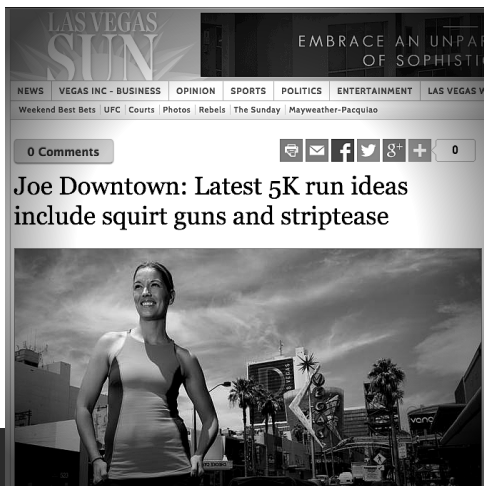 LAS VEGAS
SUN
EMBRACE AN UNPAR
OF SOPHISTIC
NEWS VEGAS INC - BUSINESS OPINION SPORTS POLITICS ENTERTAINMENT LAS VEGAS
Weekend Best Bets UFC Courts Photos Rebels The Sunday Mayweather-Pacquiao
0 Comments
g+ 0
Joe Downtown: Latest 5K run ideas
include squirt guns and striptease